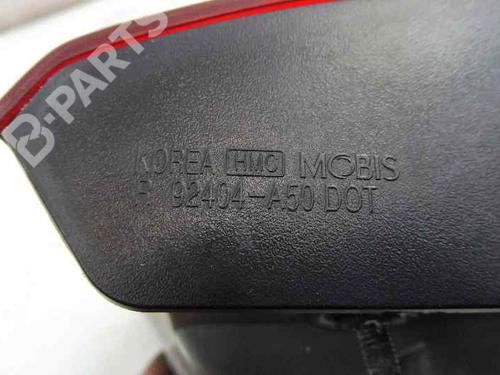 B-PARTS
KOREA HMC MOBIS
R 92404-A50 DOT